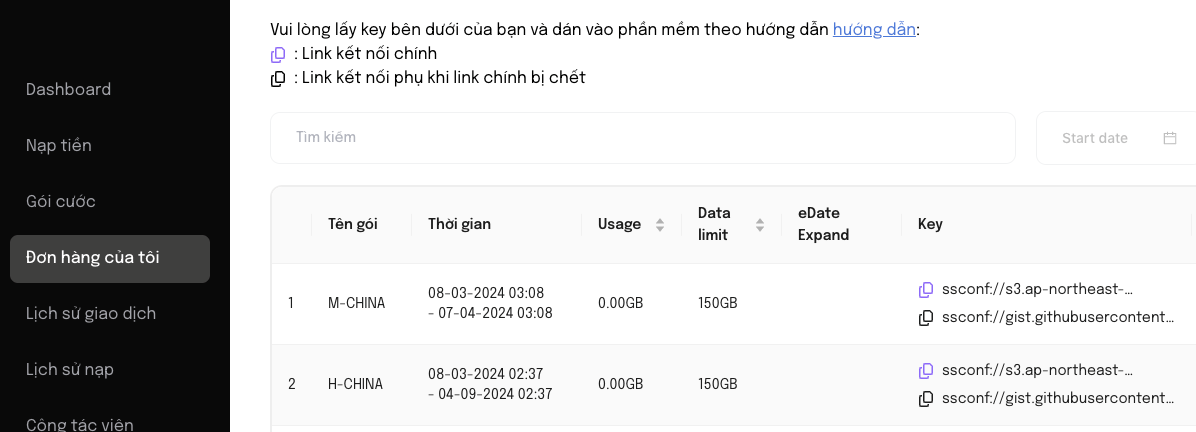 Vui lòng lấy key bên dưới của bạn và dán vào phần mềm theo hướng dẫn hướng dẫn:
: Link kết nối chính
: Link kết nối phụ khi link chính bị chết
Dashboard
Nạp tiền
Gói cước
Đơn hàng của tôi
Lịch sử giao dịch
Lịch sử nạp
Cộng tác viên
Tìm kiếm
Start date
Tên gói
Thời gian
Usage
Data
limit
eDate
Expand
Key
1
M-CHINA
08-03-2024 03:08
- 07-04-2024 03:08
0.00GB
150GB
ssconf://s3.ap-northeast-...
ssconf://gist.githubusercontent...
2
H-CHINA
08-03-2024 02:37
- 04-09-2024 02:37
0.00GB
150GB
ssconf://s3.ap-northeast-...
ssconf://gist.githubusercontent...